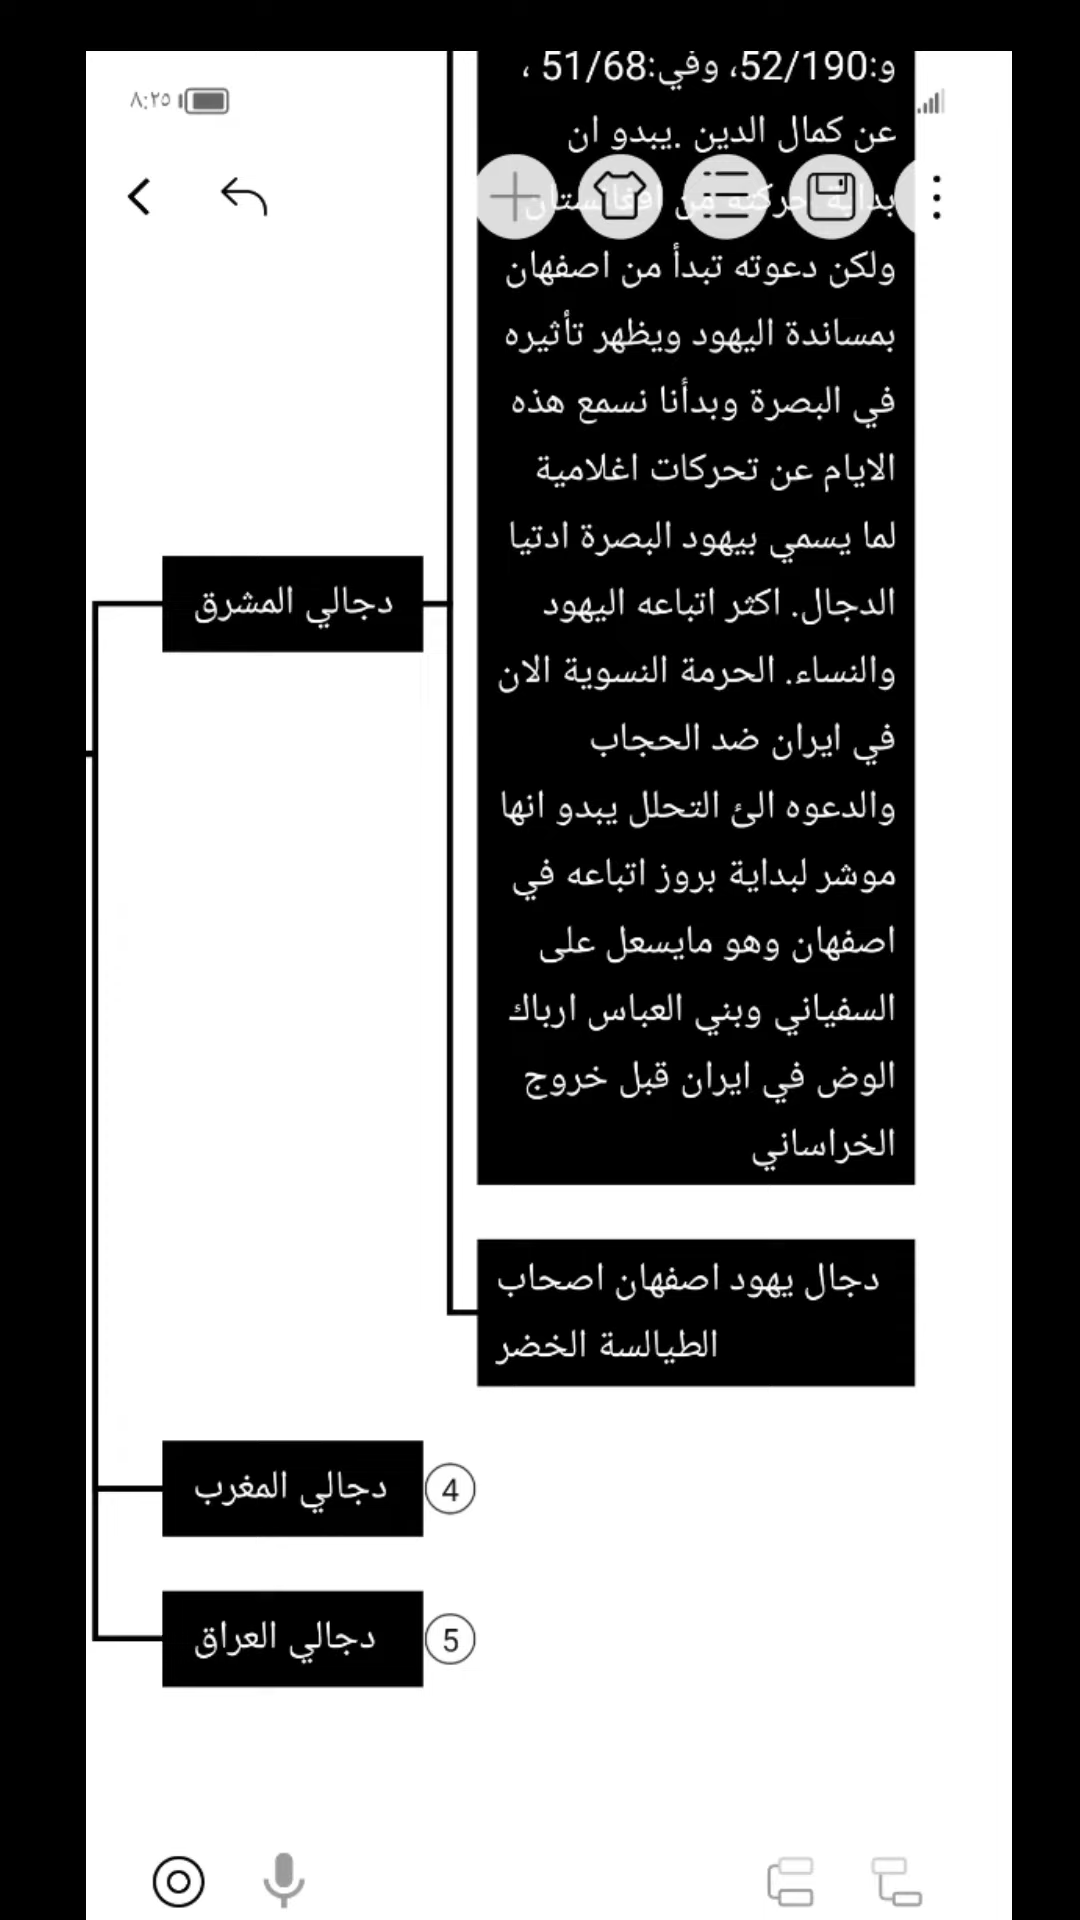 ٨:٢٥
و:52/190، وفي:51/68 ،
عن كمال الدين .يبدو ان
بداية حركته من افغانستان
ولكن دعوته تبدأ من اصفهان
بمساندة اليهود ويظهر تأثيره
في البصرة وبدأنا نسمع هذه
الايام عن تحركات اغلامية
لما يسمي بيهود البصرة ادتيا
الدجال. اكثر اتباعه اليهود
والنساء. الحرمة النسوية الان
في ايران ضد الحجاب
والدعوه الئ التحلل يبدو انها
موشر لبداية بروز اتباعه في
اصفهان وهو مايسعل على
السفياني وبني العباس ارباك
الوض في ايران قبل خروج
الخراساني
دجالي المشرق
دجال يهود اصفهان اصحاب
الطيالسة الخضر
دجالي المغرب
4
دجالي العراق
5